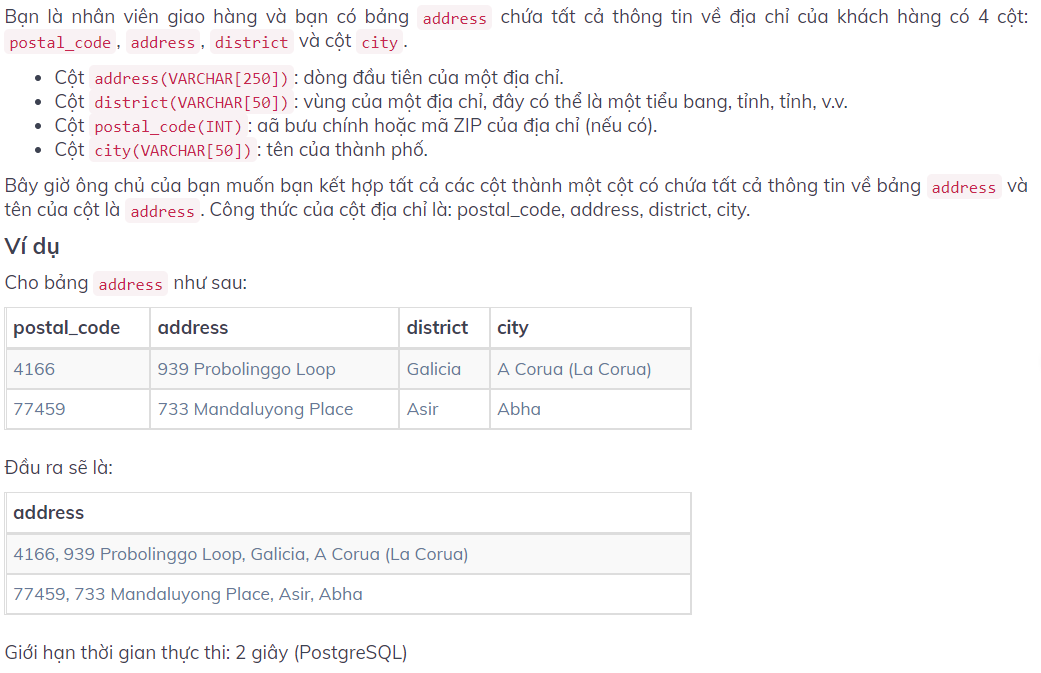 Bạn là nhân viên giao hàng và bạn có bảng address chứa tất cả thông tin về địa chỉ của khách hàng có 4 cột:
postal_code, address, district và cột city.
• Cột address(VARCHAR[250]): dòng đầu tiên của một địa chỉ.
• Cột district(VARCHAR[50]): vùng của một địa chỉ, đây có thể là một tiểu bang, tỉnh, tỉnh, v.v.
• Cột postal_code(INT): aã bưu chính hoặc mã ZIP của địa chỉ (nếu có).
• Cột city(VARCHAR[50]): tên của thành phố.
Bây giờ ông chủ của bạn muốn bạn kết hợp tất cả các cột thành một cột có chứa tất cả thông tin về bảng address và
tên của cột là address. Công thức của cột địa chỉ là: postal_code, address, district, city.
Ví dụ
Cho bảng address như sau:
postal_code address district city
4166 939 Probolinggo Loop Galicia A Corua (La Corua)
77459 733 Mandaluyong Place Asir Abha
Đầu ra sẽ là:
address
4166, 939 Probolinggo Loop, Galicia, A Corua (La Corua)
77459, 733 Mandaluyong Place, Asir, Abha
Giới hạn thời gian thực thi: 2 giây (PostgreSQL)